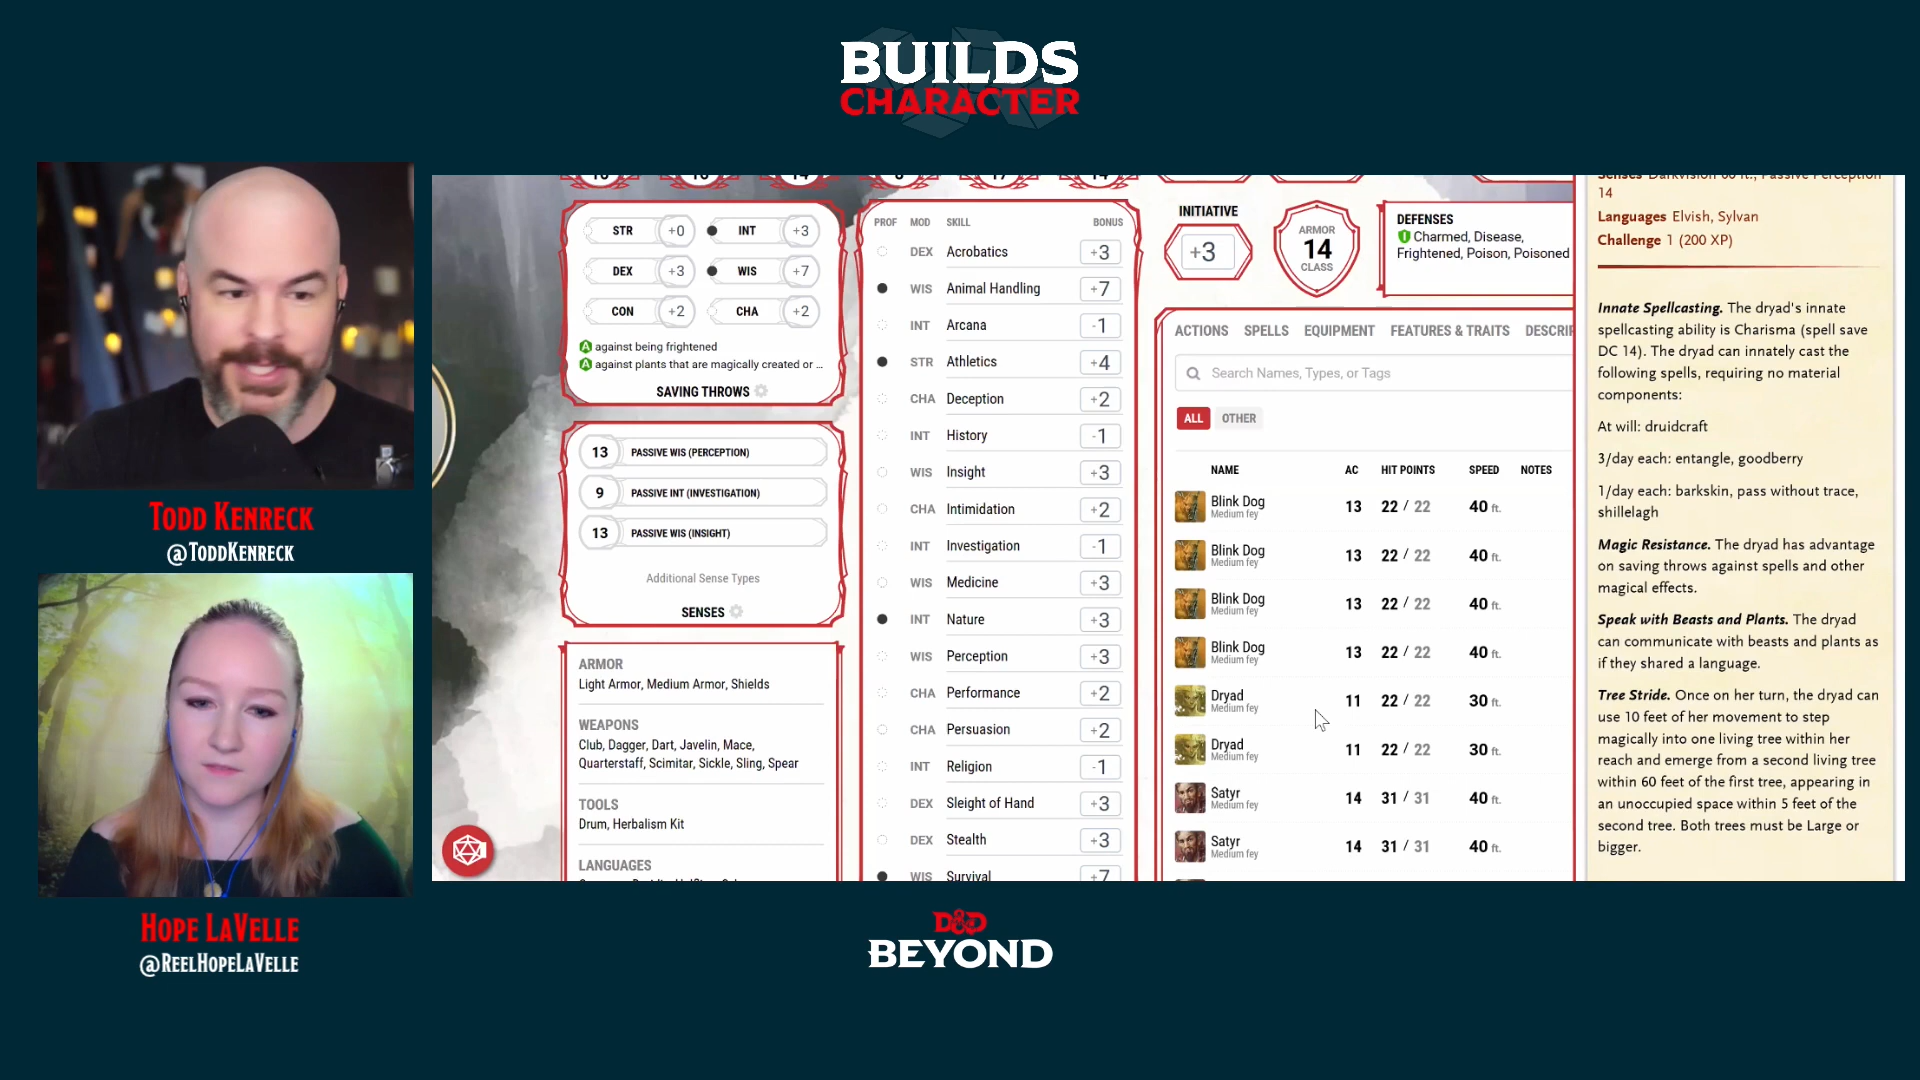 BUILDS
CHARACTER
TODD KENRECK
@TODDKENRECK
HOPE LAVELLE
@REELHOPELAVELLE
STR +0 INT +3
DEX +3 WIS +7
CON +2 CHA +2
against being frightened
against plants that are magically created or ...
SAVING THROWS
13 PASSIVE WIS (PERCEPTION)
9 PASSIVE INT (INVESTIGATION)
13 PASSIVE WIS (INSIGHT)
Additional Sense Types
SENSES
ARMOR
Light Armor, Medium Armor, Shields
WEAPONS
Club, Dagger, Dart, Javelin, Mace,
Quarterstaff, Scimitar, Sickle, Sling, Spear
TOOLS
Drum, Herbalism Kit
LANGUAGES
PROF MOD SKILL BONUS
DEX Acrobatics +3
WIS Animal Handling +7
INT Arcana -1
STR Athletics +4
CHA Deception +2
INT History -1
WIS Insight +3
CHA Intimidation +2
INT Investigation -1
WIS Medicine +3
INT Nature +3
WIS Perception +3
CHA Performance +2
CHA Persuasion +2
INT Religion -1
DEX Sleight of Hand +3
DEX Stealth +3
WIS Survival +7
INITIATIVE
+3
ARMOR
14
CLASS
DEFENSES
Charmed, Disease,
Frightened, Poison, Poisoned
ACTIONS SPELLS EQUIPMENT FEATURES & TRAITS DESCRIP
Search Names, Types, or Tags
ALL OTHER
NAME AC HIT POINTS SPEED NOTES
Blink Dog 13 22 / 22 40 ft.
Medium fey
Blink Dog 13 22 / 22 40 ft.
Medium fey
Blink Dog 13 22 / 22 40 ft.
Medium fey
Blink Dog 13 22 / 22 40 ft.
Medium fey
Dryad 11 22 / 22 30 ft.
Medium fey
Dryad 11 22 / 22 30 ft.
Medium fey
Satyr 14 31 / 31 40 ft.
Medium fey
Satyr 14 31 / 31 40 ft.
Medium fey
Senses Darkvision 60 ft., Passive Perception
14
Languages Elvish, Sylvan
Challenge 1 (200 XP)
Innate Spellcasting. The dryad's innate
spellcasting ability is Charisma (spell save
DC 14). The dryad can innately cast the
following spells, requiring no material
components:
At will: druidcraft
3/day each: entangle, goodberry
1/day each: barkskin, pass without trace,
shillelagh
Magic Resistance. The dryad has advantage
on saving throws against spells and other
magical effects.
Speak with Beasts and Plants. The dryad
can communicate with beasts and plants as
if they shared a language.
Tree Stride. Once on her turn, the dryad can
use 10 feet of her movement to step
magically into one living tree within her
reach and emerge from a second living tree
within 60 feet of the first tree, appearing in
an unoccupied space within 5 feet of the
second tree. Both trees must be Large or
bigger.
D&D
BEYOND